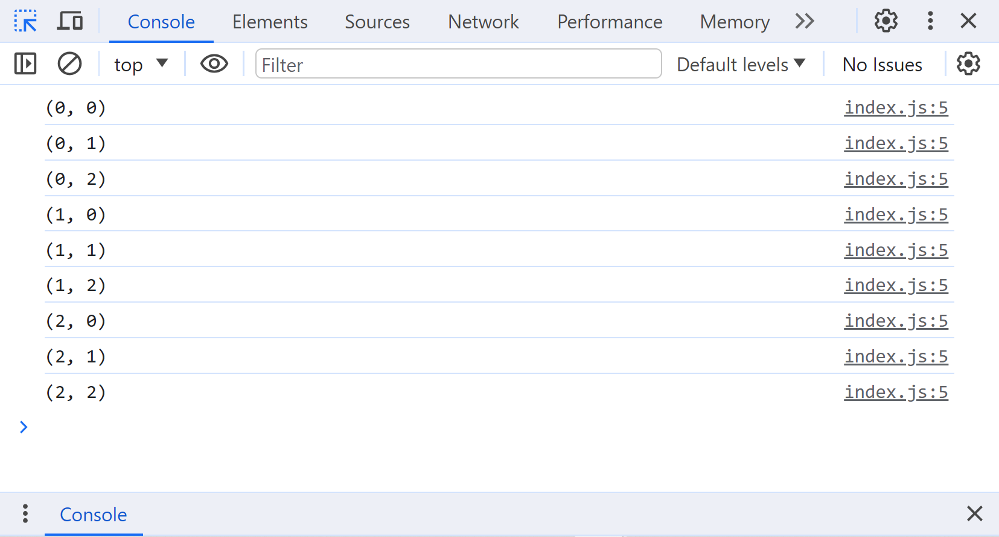 Console Elements Sources Network Performance Memory
top Filter Default levels No Issues
(0, 0) index.js:5
(0, 1) index.js:5
(0, 2) index.js:5
(1, 0) index.js:5
(1, 1) index.js:5
(1, 2) index.js:5
(2, 0) index.js:5
(2, 1) index.js:5
(2, 2) index.js:5
Console